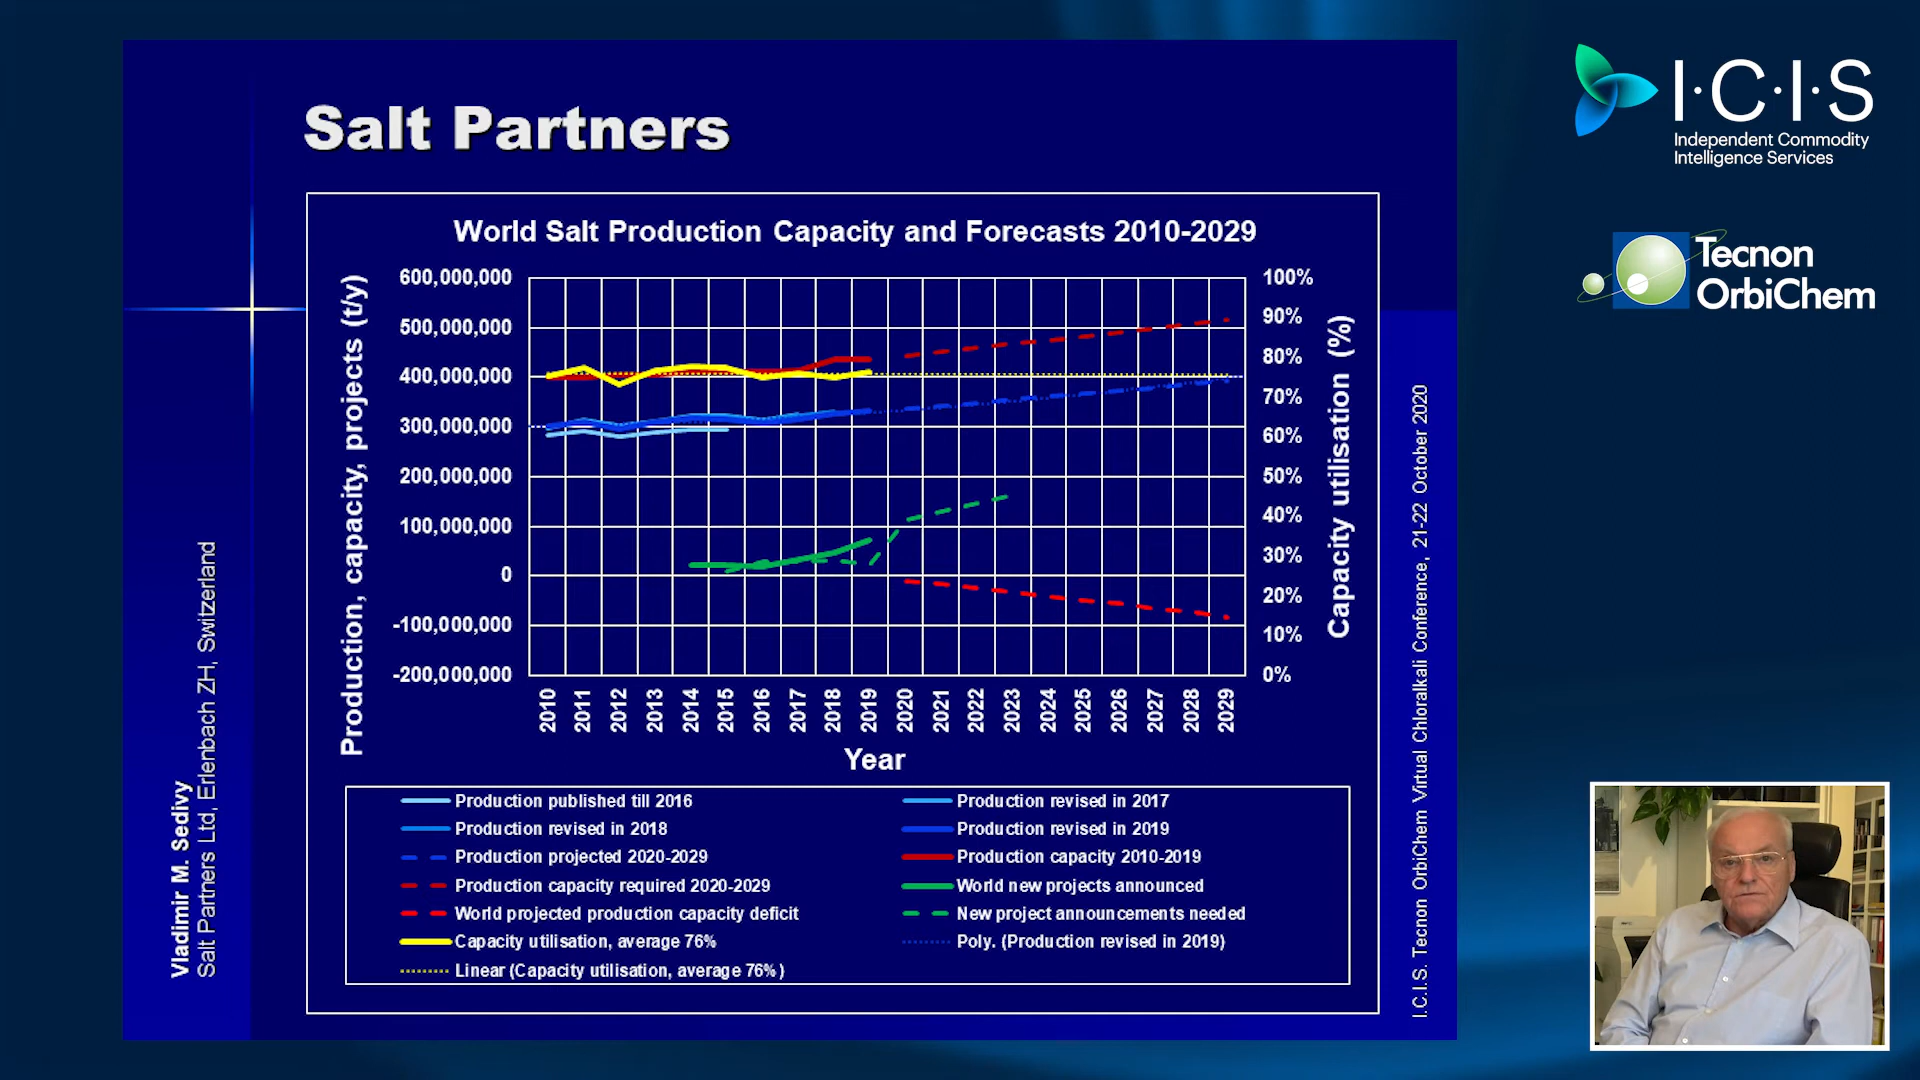 Salt Partners
World Salt Production Capacity and Forecasts 2010-2029
Production, capacity, projects (t/y)
600,000,000
500,000,000
400,000,000
300,000,000
200,000,000
100,000,000
0
-100,000,000
-200,000,000
100%
90%
80%
70%
60%
50%
40%
30%
20%
10%
0%
Capacity utilisation (%)
2010 2011 2012 2013 2014 2015 2016 2017 2018 2019 2020 2021 2022 2023 2024 2025 2026 2027 2028 2029
Year
Production published till 2016
Production revised in 2017
Production revised in 2018
Production revised in 2019
Production projected 2020-2029
Production capacity 2010-2019
Production capacity required 2020-2029
World new projects announced
World projected production capacity deficit
New project announcements needed
Capacity utilisation, average 76%
Poly. (Production revised in 2019)
Linear (Capacity utilisation, average 76%)
Vladimir M. Sedivy
Salt Partners Ltd, Erlenbach ZH, Switzerland
I.C.I.S. Tecnon OrbiChem Virtual Chloralkali Conference, 21-22 October 2020
I·C·I·S
Independent Commodity
Intelligence Services
Tecnon
OrbiChem